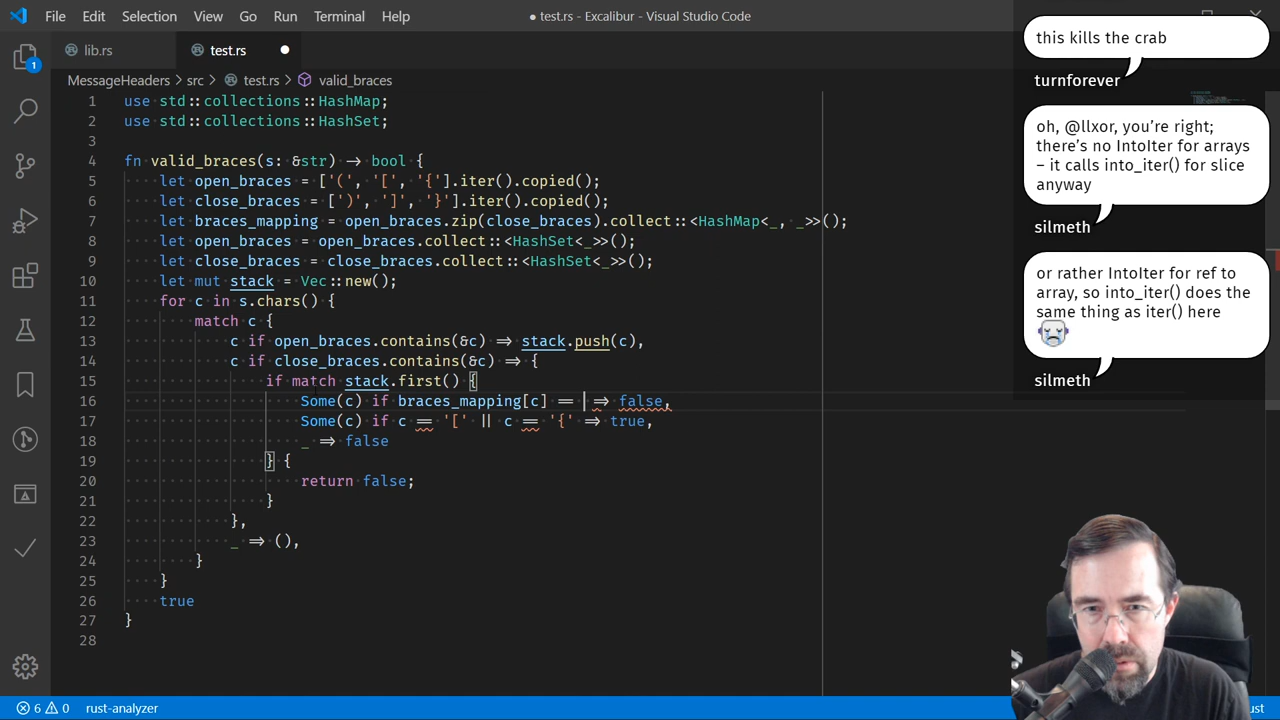 File Edit Selection View Go Run Terminal Help
● test.rs - Excalibur - Visual Studio Code
lib.rs
test.rs
MessageHeaders › src › test.rs › valid_braces
1 use std::collections::HashMap;
2 use std::collections::HashSet;
3
4 fn valid_braces(s: &str) -> bool {
5 let open_braces = ['(', '[', '{'].iter().copied();
6 let close_braces = [')', ']', '}'].iter().copied();
7 let braces_mapping = open_braces.zip(close_braces).collect::<HashMap<_, _>>();
8 let open_braces = open_braces.collect::<HashSet<_>>();
9 let close_braces = close_braces.collect::<HashSet<_>>();
10 let mut stack = Vec::new();
11 for c in s.chars() {
12 match c {
13 c if open_braces.contains(&c) => stack.push(c),
14 c if close_braces.contains(&c) => {
15 if match stack.first() {
16 Some(c) if braces_mapping[c] == => false,
17 Some(c) if c == '[' || c == '{' => true,
18 _ => false
19 } {
20 return false;
21 }
22 },
23 _ => (),
24 }
25 }
26 true
27 }
28
1
6 0 rust-analyzer
this kills the crab
turnforever
oh, @llxor, you're right;
there's no IntoIter for arrays
– it calls into_iter() for slice
anyway
silmeth
or rather IntoIter for ref to
array, so into_iter() does the
same thing as iter() here
silmeth